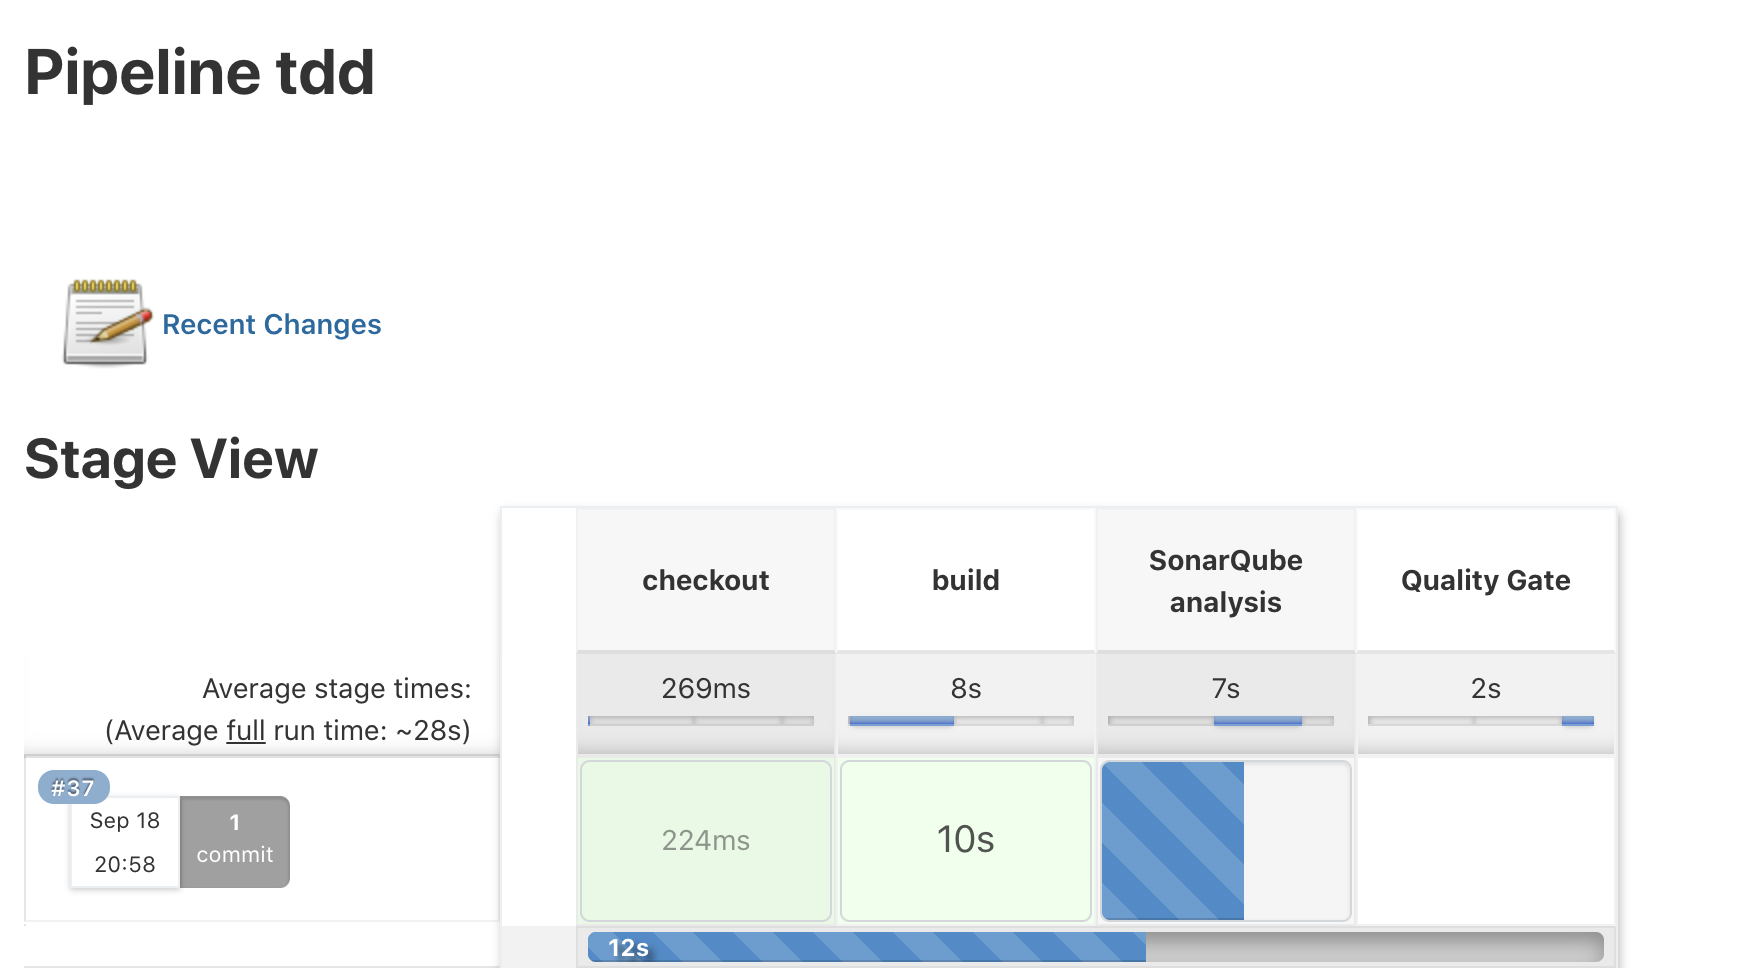 Pipeline tdd
Recent Changes
Stage View
checkout
build
SonarQube
analysis
Quality Gate
Average stage times:
(Average full run time: ~28s)
269ms
8s
7s
2s
#37
Sep 18
20:58
1
commit
224ms
10s
12s